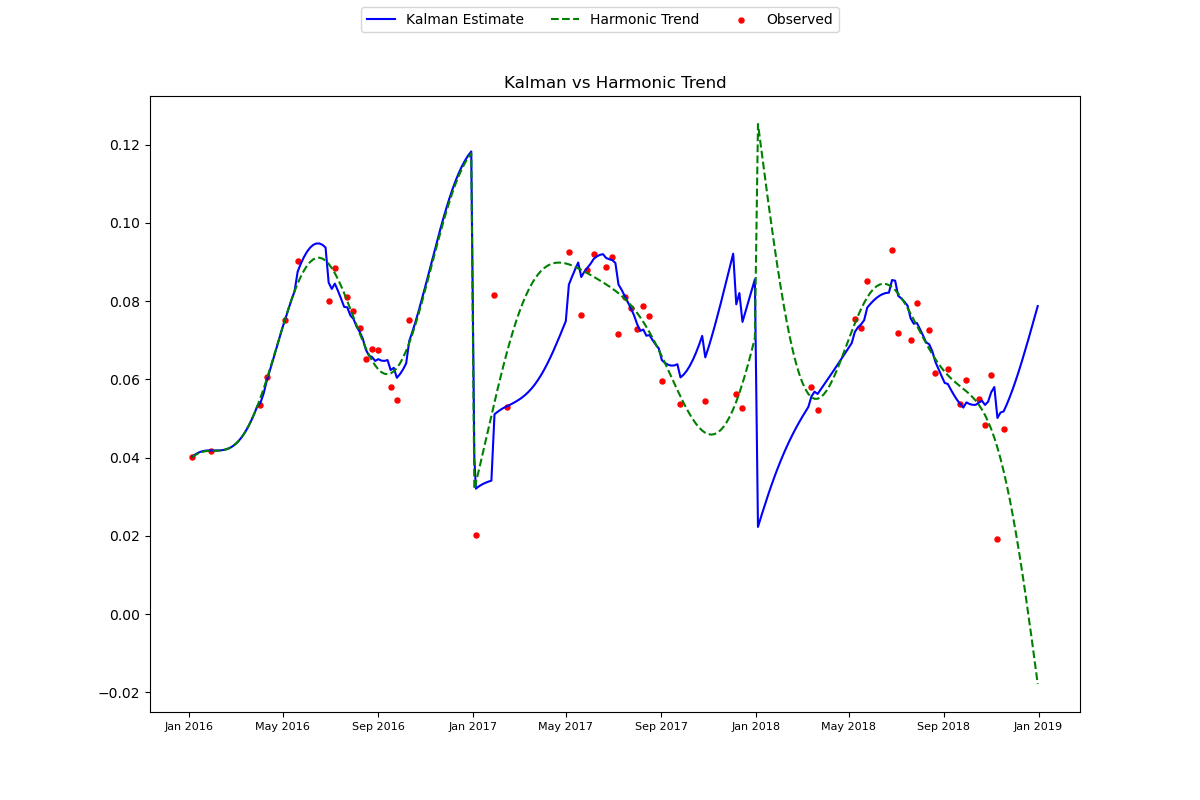 Kalman Estimate Harmonic Trend Observed
Kalman vs Harmonic Trend
0.12
0.10
0.08
0.06
0.04
0.02
0.00
−0.02
Jan 2016 May 2016 Sep 2016 Jan 2017 May 2017 Sep 2017 Jan 2018 May 2018 Sep 2018 Jan 2019